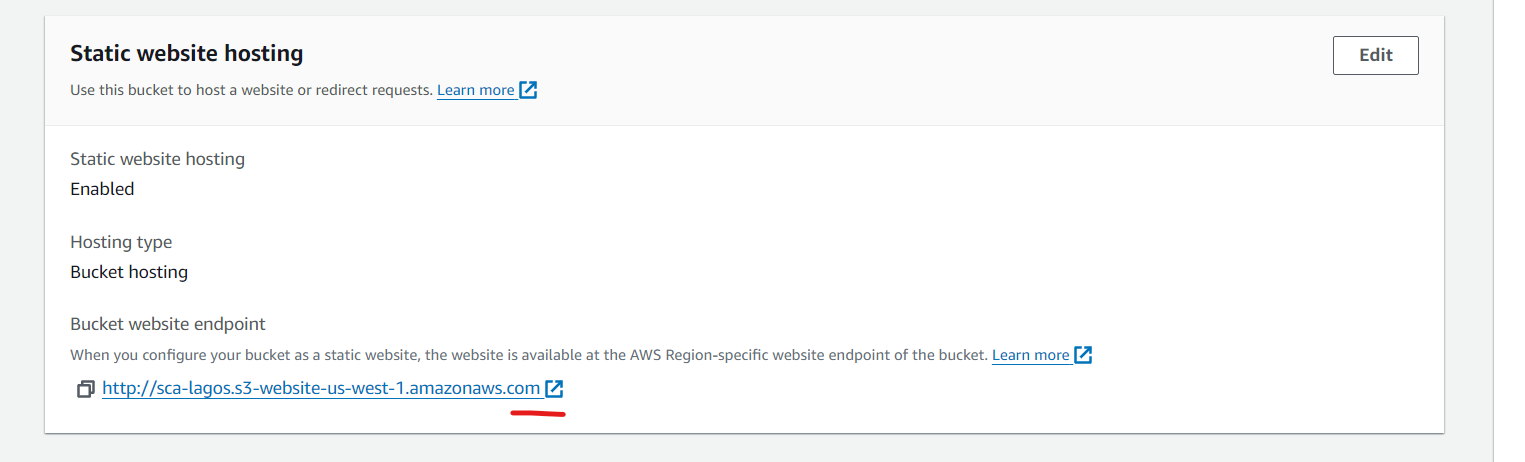 Static website hosting
Edit
Use this bucket to host a website or redirect requests. Learn more
Static website hosting
Enabled
Hosting type
Bucket hosting
Bucket website endpoint
When you configure your bucket as a static website, the website is available at the AWS Region-specific website endpoint of the bucket. Learn more
http://sca-lagos.s3-website-us-west-1.amazonaws.com